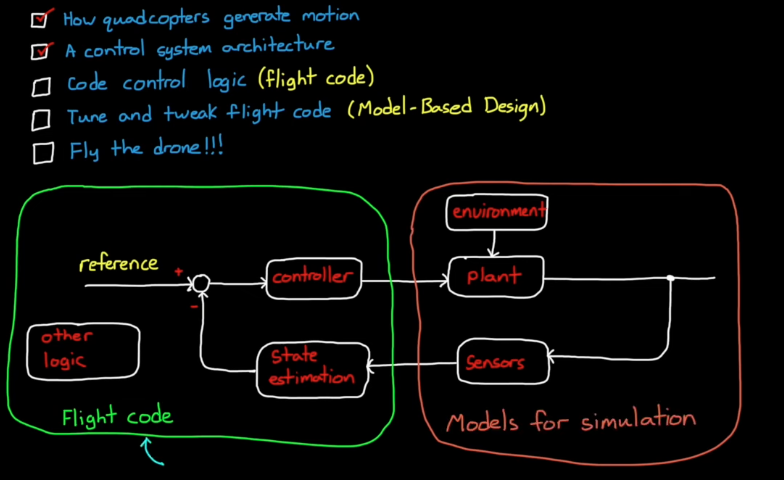 How quadcopters generate motion
A control system architecture
Code control logic (flight code)
Tune and tweak flight code (Model-Based Design)
Fly the drone!!!
environment
reference
+
controller
plant
-
other
logic
state
estimation
sensors
Flight code
Models for simulation